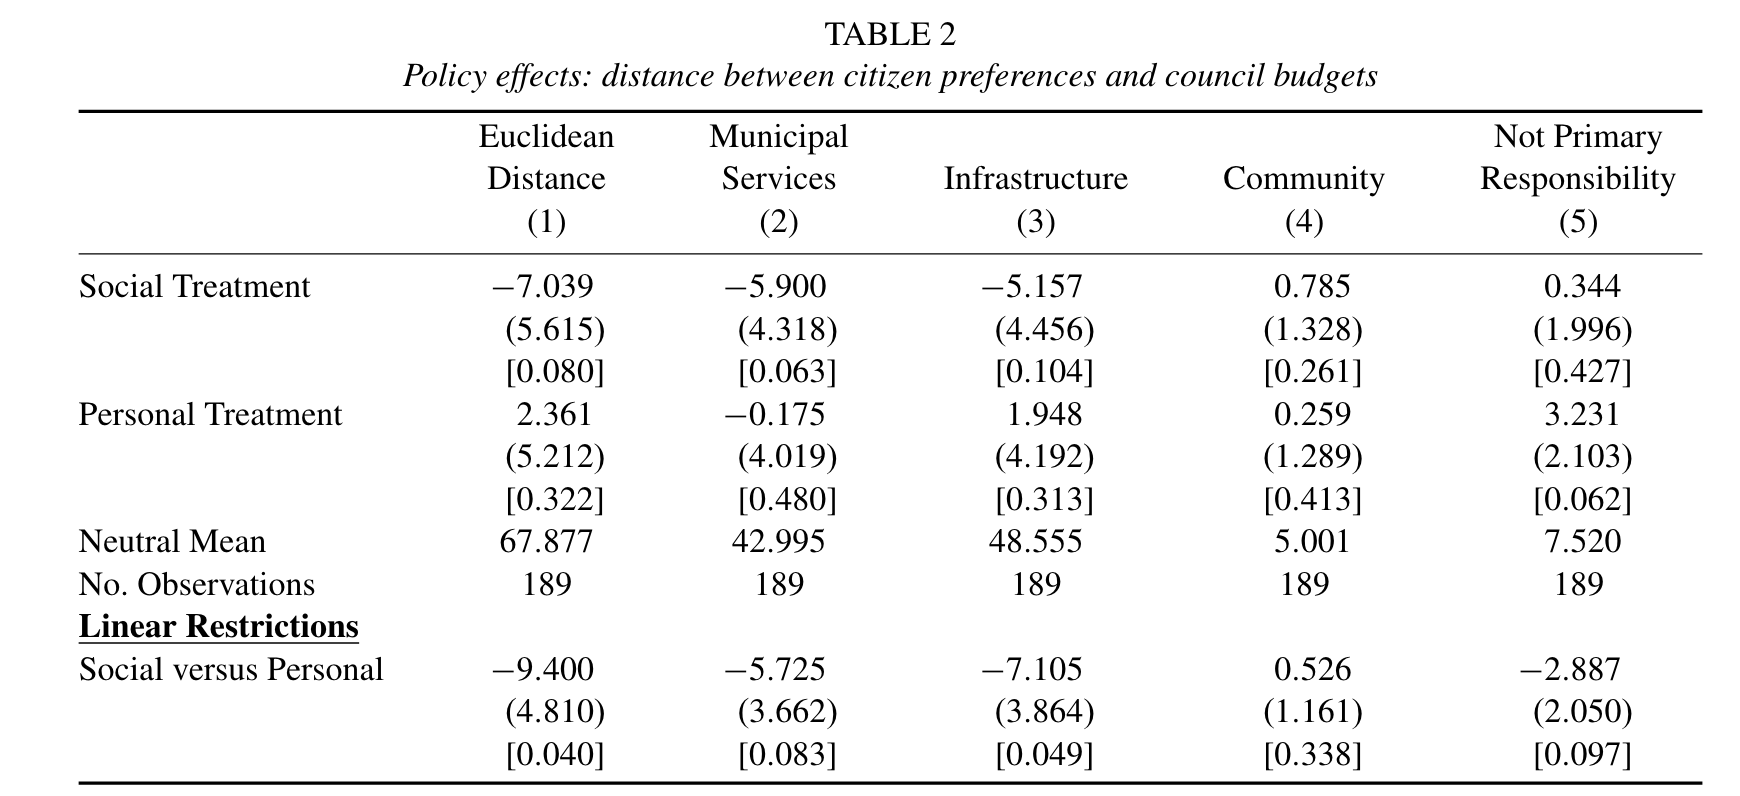 TABLE 2
Policy effects: distance between citizen preferences and council budgets
Euclidean Municipal Not Primary
Distance Services Infrastructure Community Responsibility
(1) (2) (3) (4) (5)
Social Treatment −7.039 −5.900 −5.157 0.785 0.344
(5.615) (4.318) (4.456) (1.328) (1.996)
[0.080] [0.063] [0.104] [0.261] [0.427]
Personal Treatment 2.361 −0.175 1.948 0.259 3.231
(5.212) (4.019) (4.192) (1.289) (2.103)
[0.322] [0.480] [0.313] [0.413] [0.062]
Neutral Mean 67.877 42.995 48.555 5.001 7.520
No. Observations 189 189 189 189 189
Linear Restrictions
Social versus Personal −9.400 −5.725 −7.105 0.526 −2.887
(4.810) (3.662) (3.864) (1.161) (2.050)
[0.040] [0.083] [0.049] [0.338] [0.097]